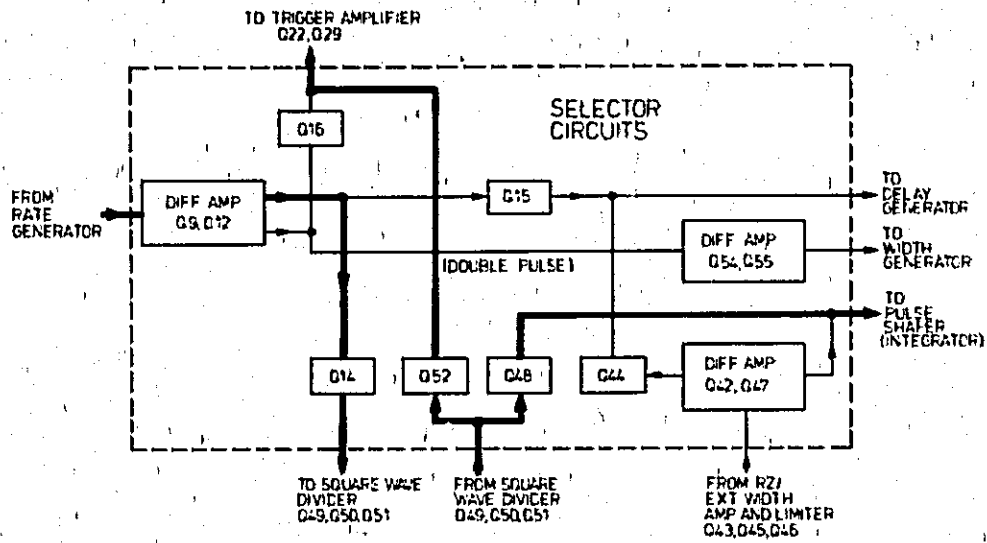 TO TRIGGER AMPLIFIER
Q22,Q29
SELECTOR
CIRCUITS
Q16
FROM
RATE
GENERATOR
DIFF AMP
Q9,Q12
Q15
TO
DELAY
GENERATOR
(DOUBLE PULSE)
DIFF AMP
Q54,Q55
TO
WIDTH
GENERATOR
TO
PULSE
SHAPER
(INTEGRATOR)
Q14
Q52
Q48
Q44
DIFF AMP
Q42,Q47
TO SQUARE WAVE
DIVIDER
Q49,Q50,Q51
FROM SQUARE
WAVE DIVIDER
Q49,Q50,Q51
FROM RZ/
EXT WIDTH
AMP AND LIMITER
Q43,Q45,Q46